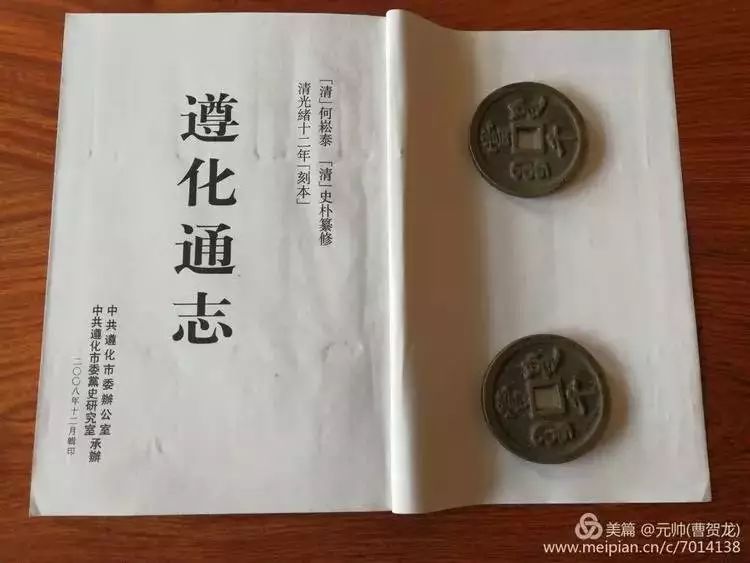 「清」何崧泰 「清」史朴纂修
清光緒十二年「刻本」
遵化通志
中共遵化市委辦公室
中共遵化市委黨史研究室
承辦
二〇〇八年十二月輯印
美篇 @元帅(曹贺龙)
www.meipian.cn/c/7014138